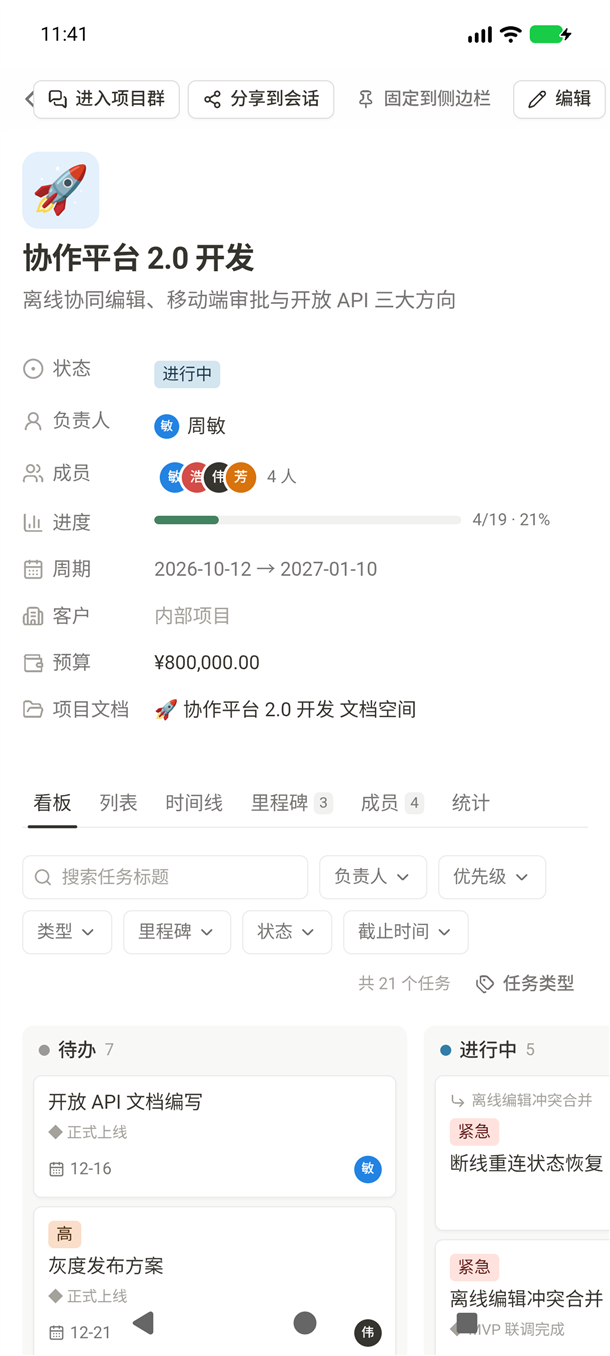 11:41
进入项目群 分享到会话 固定到侧边栏 编辑
协作平台 2.0 开发
离线协同编辑、移动端审批与开放 API 三大方向
状态 进行中
负责人 敏 周敏
成员 敏 浩 伟 芳 4 人
进度 4/19 · 21%
周期 2026-10-12 → 2027-01-10
客户 内部项目
预算 ¥800,000.00
项目文档 协作平台 2.0 开发 文档空间
看板 列表 时间线 里程碑 3 成员 4 统计
搜索任务标题 负责人 优先级
类型 里程碑 状态 截止时间
共 21 个任务 任务类型
待办 7
开放 API 文档编写
正式上线
12-16 敏
高
灰度发布方案
正式上线
12-21 伟
进行中 5
离线编辑冲突合并
紧急
断线重连状态恢复
紧急
离线编辑冲突合并
MVP 联调完成